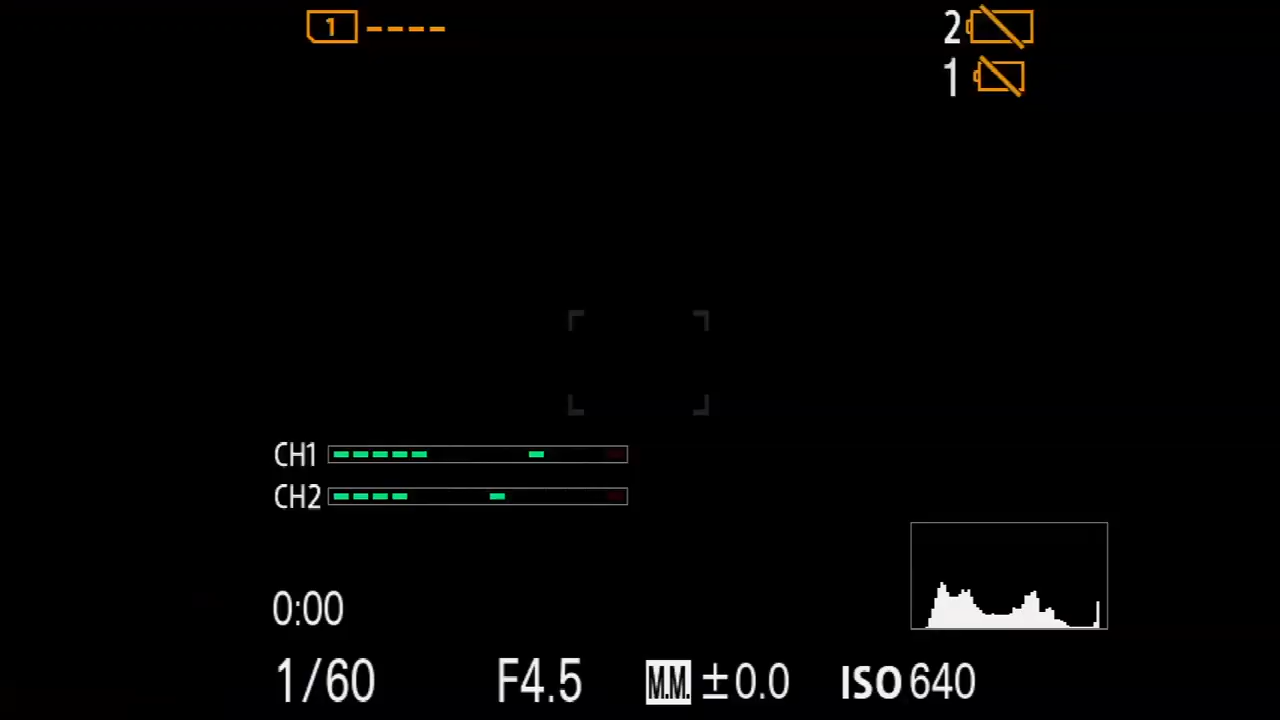 1 ---- 2
1
CH1
CH2
0:00
1/60 F4.5 M.M. ±0.0 ISO 640